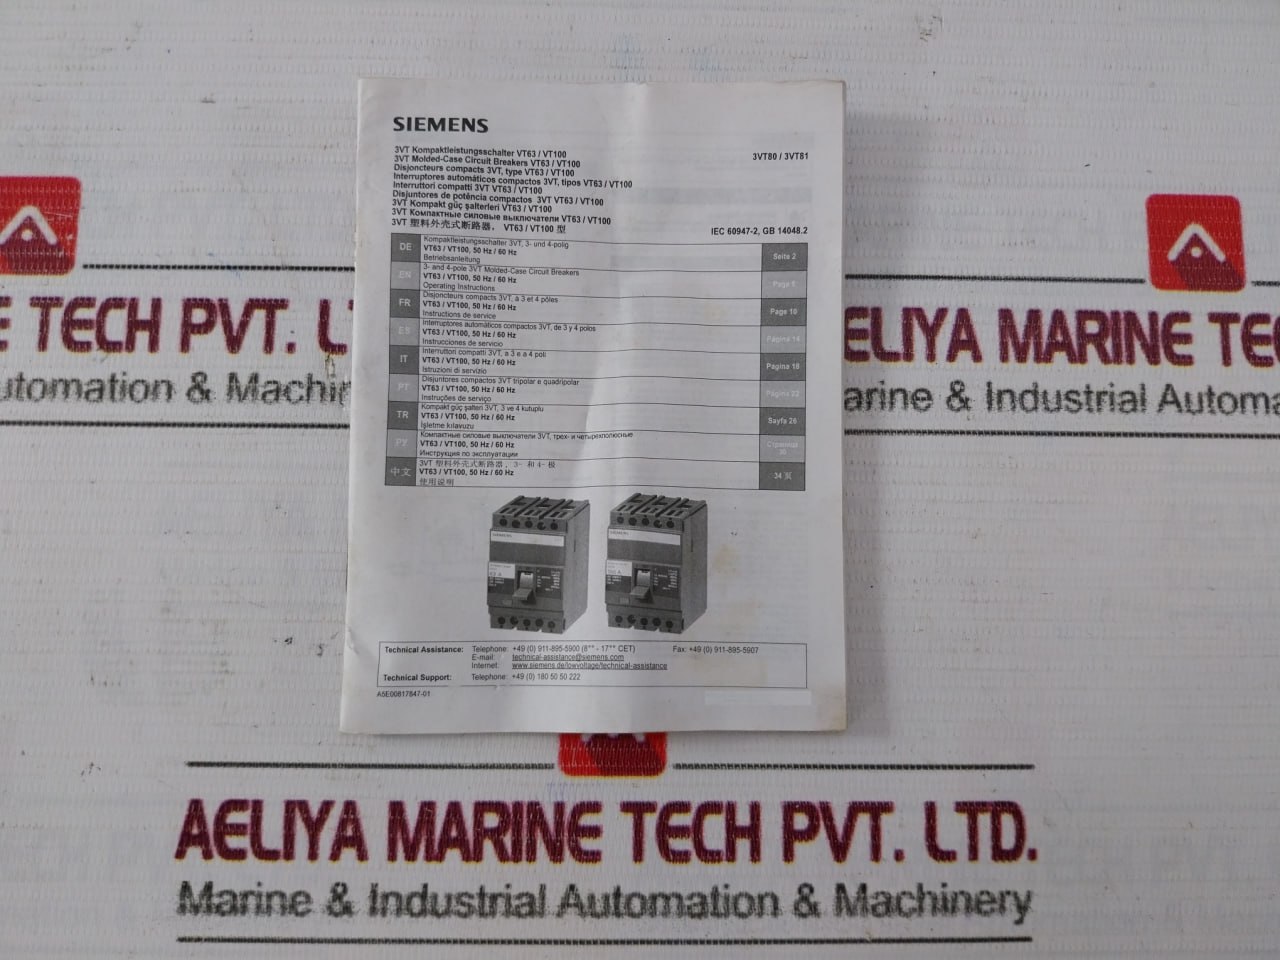 SIEMENS
3VT Kompaktleistungsschalter VT63 / VT100
3VT80 / 3VT81
3VT Molded-Case Circuit Breakers VT63 / VT100
Disjoncteurs compacts 3VT, type VT63 / VT100
Interruptores automáticos compactos 3VT, tipos VT63 / VT100
Interruttori compatti 3VT VT63 / VT100
Disjuntores de potência compactos 3VT VT63 / VT100
3VT Kompakt güç şalterleri VT63 / VT100
3VT Компактные силовые выключатели VT63 / VT100
3VT 塑料外壳式断路器， VT63 / VT100 型
IEC 60947-2, GB 14048.2
DE
Kompaktleistungsschalter 3VT, 3- und 4-polig
VT63 / VT100, 50 Hz / 60 Hz
Betriebsanleitung
Seite 2
EN
3- and 4-pole 3VT Molded-Case Circuit Breakers
VT63 / VT100, 50 Hz / 60 Hz
Operating Instructions
Page 6
FR
Disjoncteurs compacts 3VT, à 3 et 4 pôles
VT63 / VT100, 50 Hz / 60 Hz
Instructions de service
Page 10
ES
Interruptores automáticos compactos 3VT, de 3 y 4 polos
VT63 / VT100, 50 Hz / 60 Hz
Instrucciones de servicio
Página 14
IT
Interruttori compatti 3VT, a 3 e a 4 poli
VT63 / VT100, 50 Hz / 60 Hz
Istruzioni di servizio
Pagina 18
PT
Disjuntores compactos 3VT tripolar e quadripolar
VT63 / VT100, 50 Hz / 60 Hz
Instruções de serviço
Página 22
TR
Kompakt güç şalteri 3VT, 3 ve 4 kutuplu
VT63 / VT100, 50 Hz / 60 Hz
İşletme kılavuzu
Sayfa 26
РУ
Компактные силовые выключатели 3VT, трех- и четырехполюсные
VT63 / VT100, 50 Hz / 60 Hz
Инструкция по эксплуатации
Страница
30
中文
3VT 塑料外壳式断路器，3- 和 4- 极
VT63 / VT100, 50 Hz / 60 Hz
使用说明
34 页
SIEMENS
SIEMENS
Technical Assistance: Telephone: +49 (0) 911-895-5900 (8°° - 17°° CET) Fax: +49 (0) 911-895-5907
E-mail: technical-assistance@siemens.com
Internet: www.siemens.de/lowvoltage/technical-assistance
Technical Support: Telephone: +49 (0) 180 50 50 222
A5E00817847-01
E TECH PVT. L
utomation & Machin
ELIYA MARINE TE
arine & Industrial Automa
AELIYA MARINE TECH PVT. LTD.
Marine & Industrial Automation & Machinery